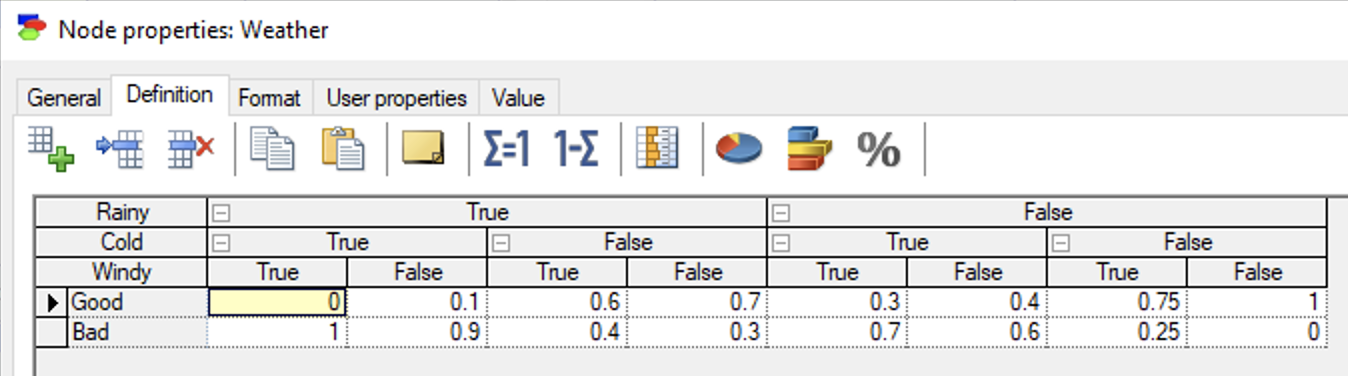 Node properties: Weather
General Definition Format User properties Value
Σ=1 1-Σ %
Rainy True False
Cold True False True False
Windy True False True False True False True False
Good 0 0.1 0.6 0.7 0.3 0.4 0.75 1
Bad 1 0.9 0.4 0.3 0.7 0.6 0.25 0